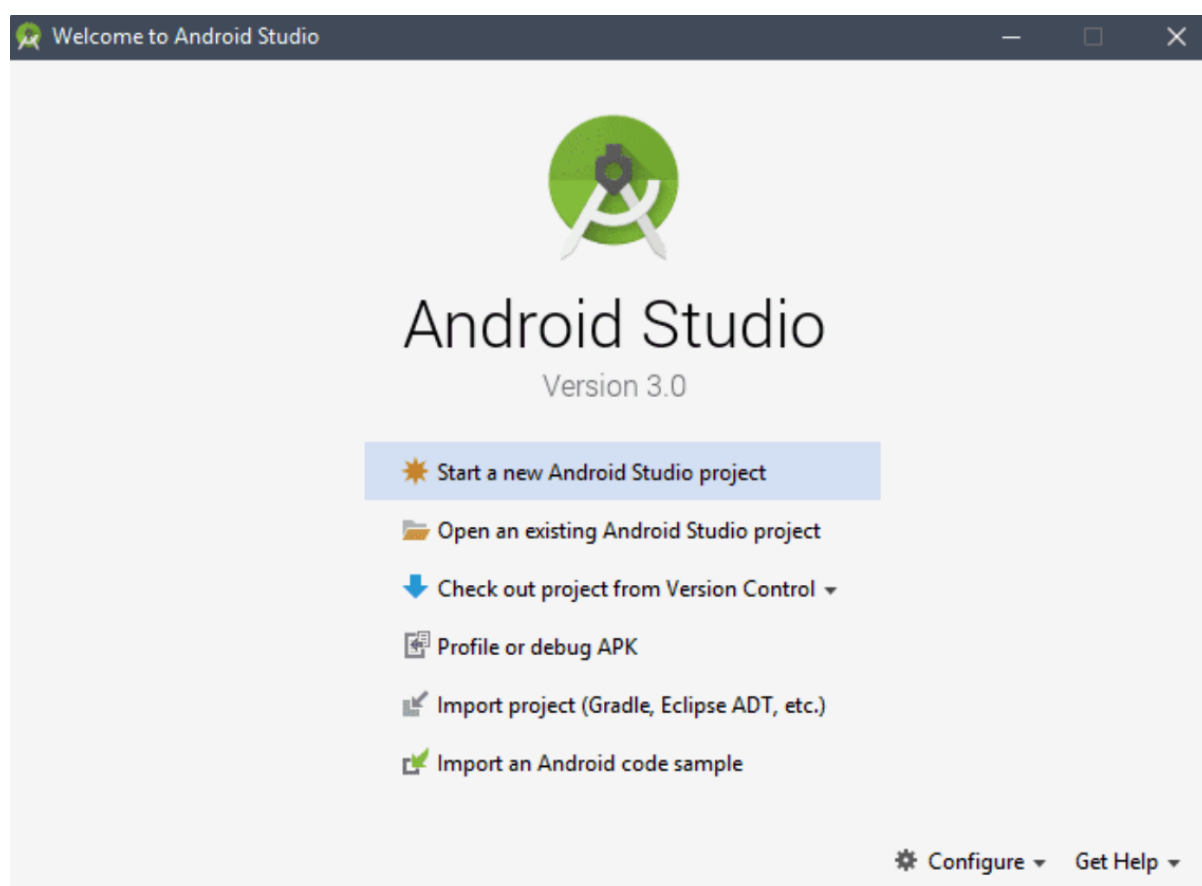 Welcome to Android Studio
Android Studio
Version 3.0
Start a new Android Studio project
Open an existing Android Studio project
Check out project from Version Control
Profile or debug APK
Import project (Gradle, Eclipse ADT, etc.)
Import an Android code sample
Configure Get Help